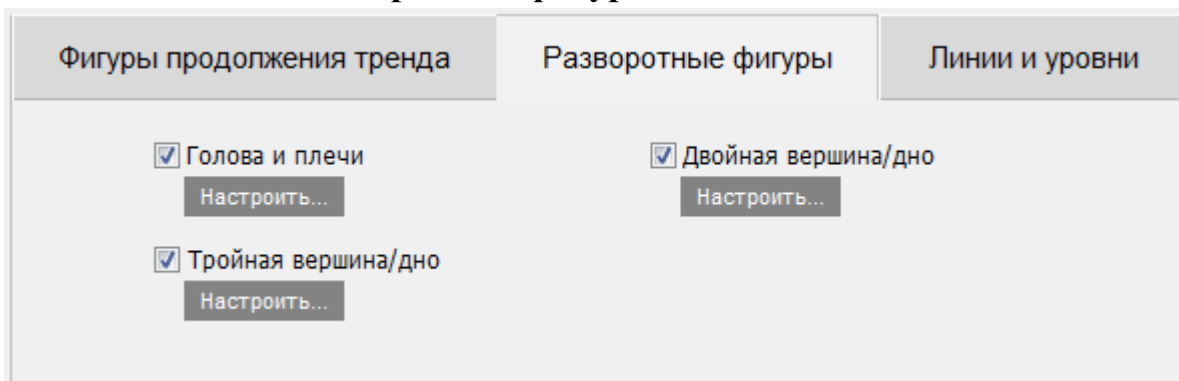 Фигуры продолжения тренда
Разворотные фигуры
Линии и уровни
Голова и плечи
Двойная вершина/дно
Настроить...
Настроить...
Тройная вершина/дно
Настроить...